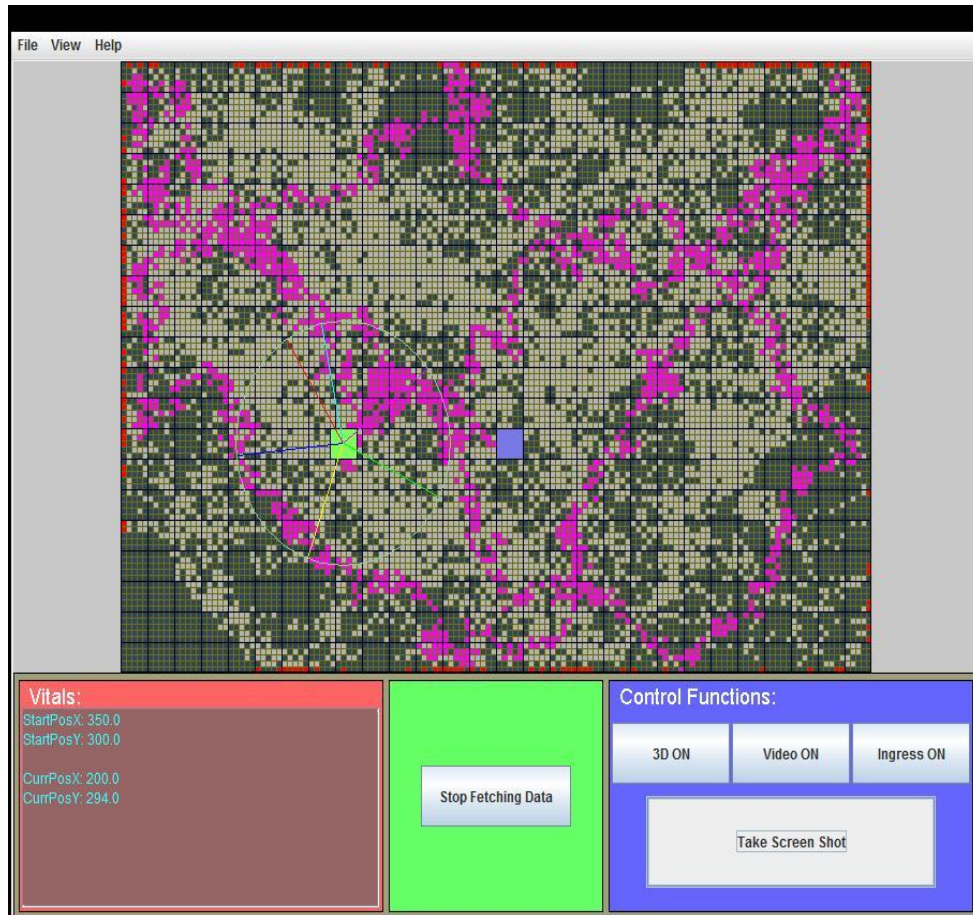 File View Help
Vitals:
StartPosX: 350.0
StartPosY: 300.0
CurrPosX: 200.0
CurrPosY: 294.0
Stop Fetching Data
Control Functions:
3D ON Video ON Ingress ON
Take Screen Shot